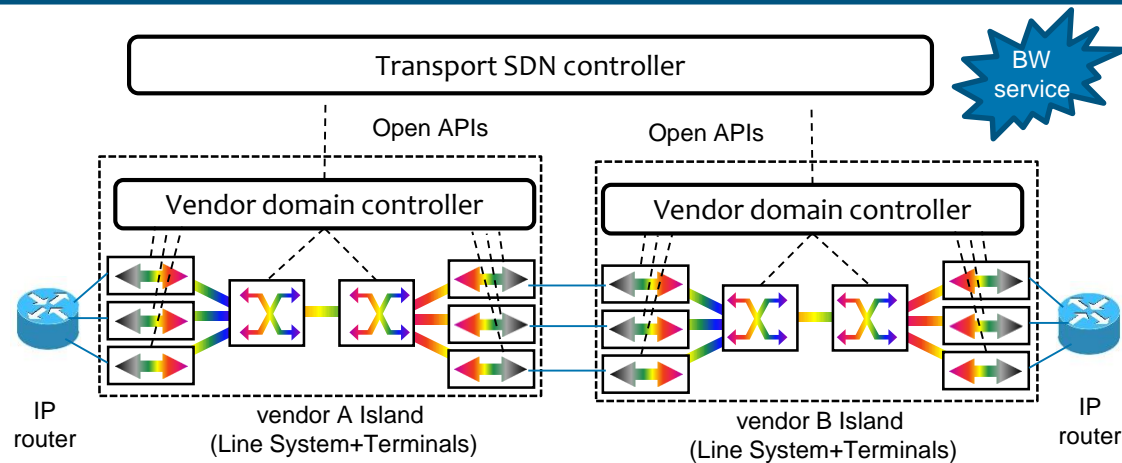 Transport SDN controller
BW
service
Open APIs
Open APIs
Vendor domain controller
Vendor domain controller
IP
router
vendor A Island
(Line System+Terminals)
vendor B Island
(Line System+Terminals)
IP
router